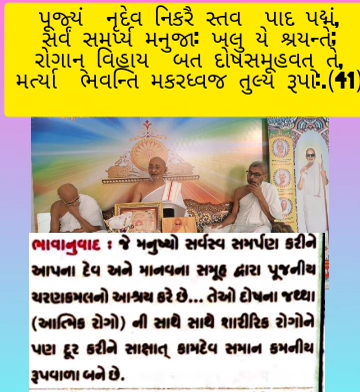 પૂજ્યં નૃદેવ નિકરૈ સ્તવ પાદ પદ્મં,
સર્વં સમર્પ્ય મનુજાઃ ખલુ યે શ્રયન્તે;
રોગાન્ વિહાય બત દોષસમૂહવત્ તે,
મર્ત્યા ભવન્તિ મકરધ્વજ તુલ્ય રૂપાઃ.(41)
ભાવાનુવાદ : જે મનુષ્યો સર્વસ્વ સમર્પણ કરીને
આપના દેવ અને માનવના સમૂહ દ્વારા પૂજનીય
ચરણકમલનો આશ્રય કરે છે... તેઓ દોષના જથ્થા
(આત્મિક રોગો) ની સાથે સાથે શારીરિક રોગોને
પણ દૂર કરીને સાક્ષાત્ કામદેવ સમાન કમનીય
રૂપવાળા બને છે.